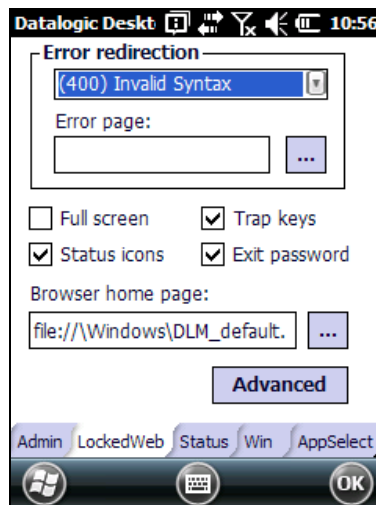 Datalogic Deskt 10:56
Error redirection
(400) Invalid Syntax
Error page:
...
Full screen Trap keys
Status icons Exit password
Browser home page:
file://\Windows\DLM_default. ...
Advanced
Admin LockedWeb Status Win AppSelect
OK